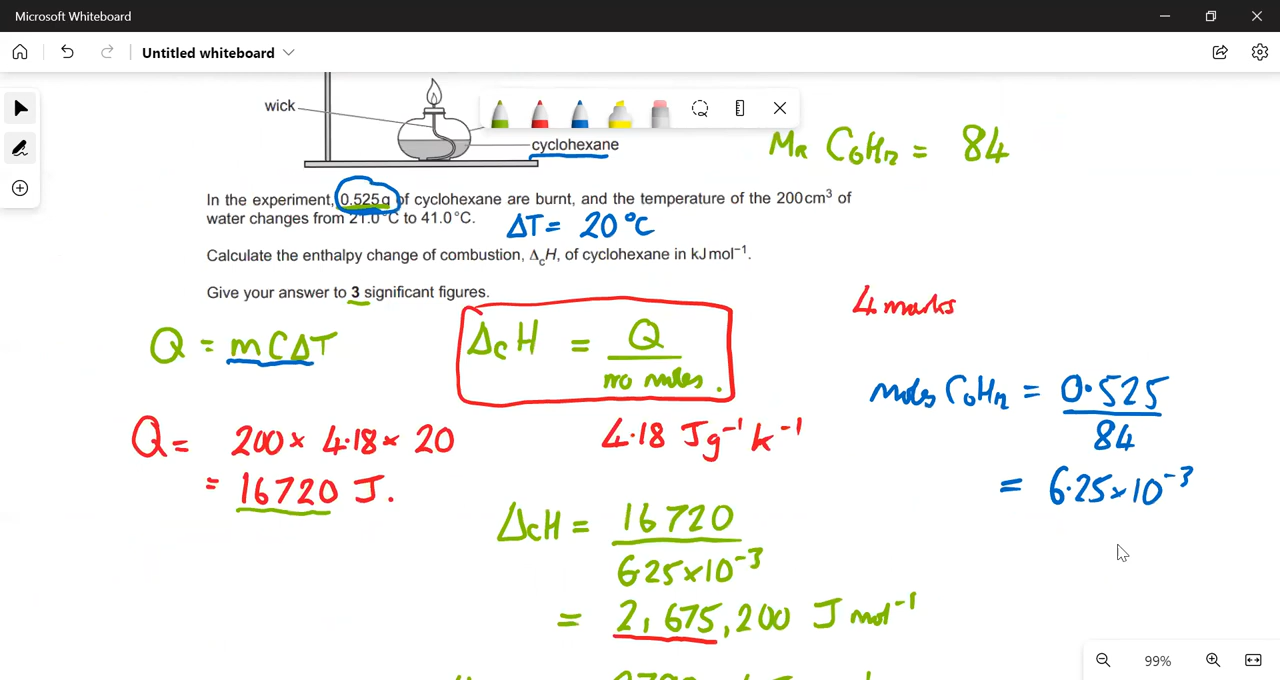 Microsoft Whiteboard
Untitled whiteboard
wick
cyclohexane
Mr C6H12 = 84
In the experiment, 0.525 g of cyclohexane are burnt, and the temperature of the 200 cm³ of
water changes from 21.0 °C to 41.0 °C.
ΔT = 20 °C
Calculate the enthalpy change of combustion, ΔcH, of cyclohexane in kJ mol⁻¹.
Give your answer to 3 significant figures.
4 marks
Q = mCΔT
ΔcH = Q
no moles.
moles C6H12 = 0.525
84
= 6.25×10⁻³
Q = 200 × 4.18 × 20
= 16720 J.
4.18 Jg⁻¹ k⁻¹
ΔcH = 16720
6.25×10⁻³
= 2,675,200 J mol⁻¹
99%